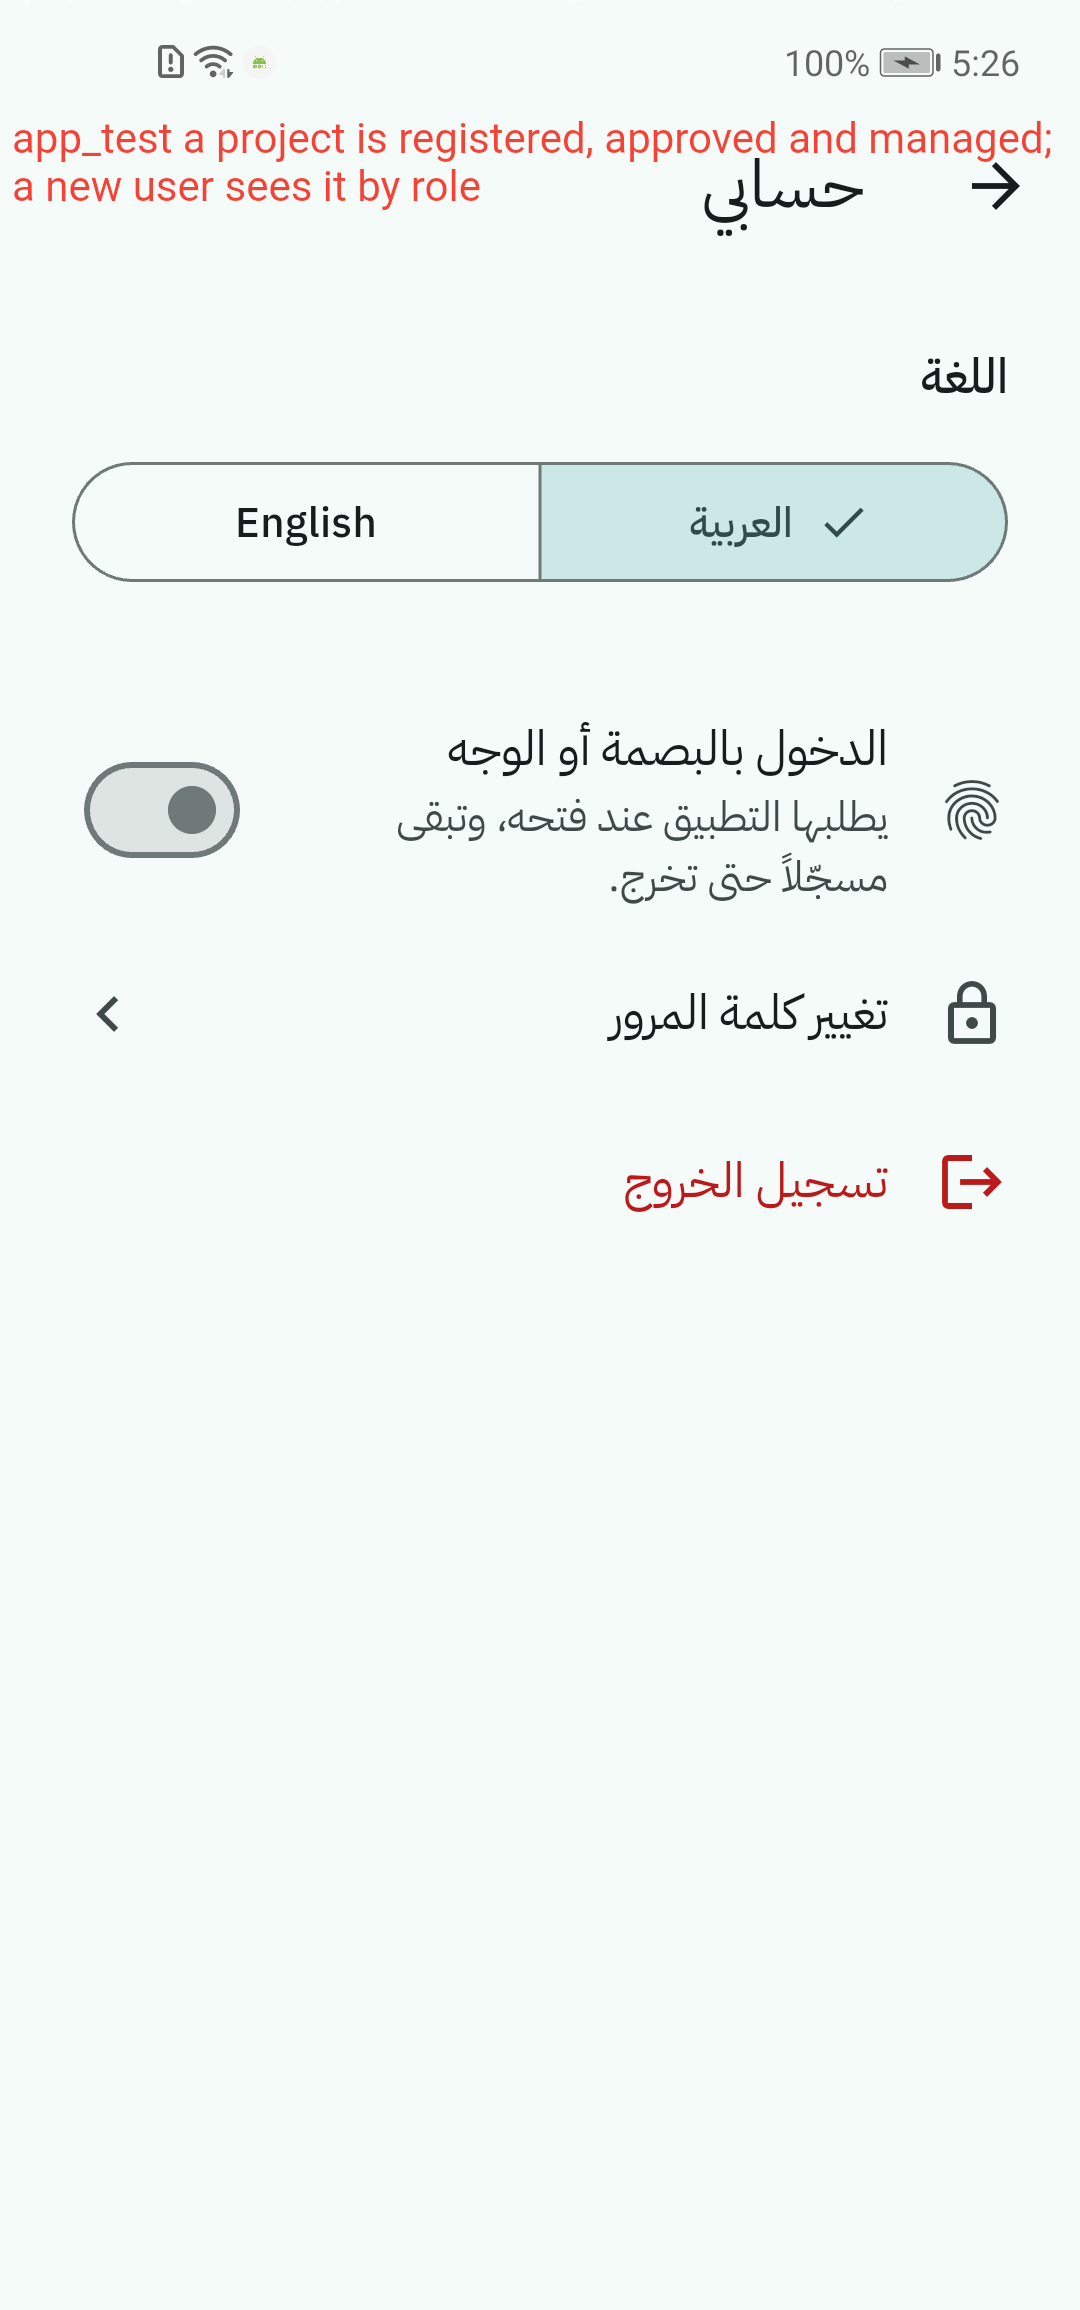 100% 5:26
app_test a project is registered, approved and managed;
a new user sees it by role
حسابي
اللغة
العربية
English
الدخول بالبصمة أو الوجه
يطلبها التطبيق عند فتحه، وتبقى
مسجّلاً حتى تخرج.
تغيير كلمة المرور
تسجيل الخروج